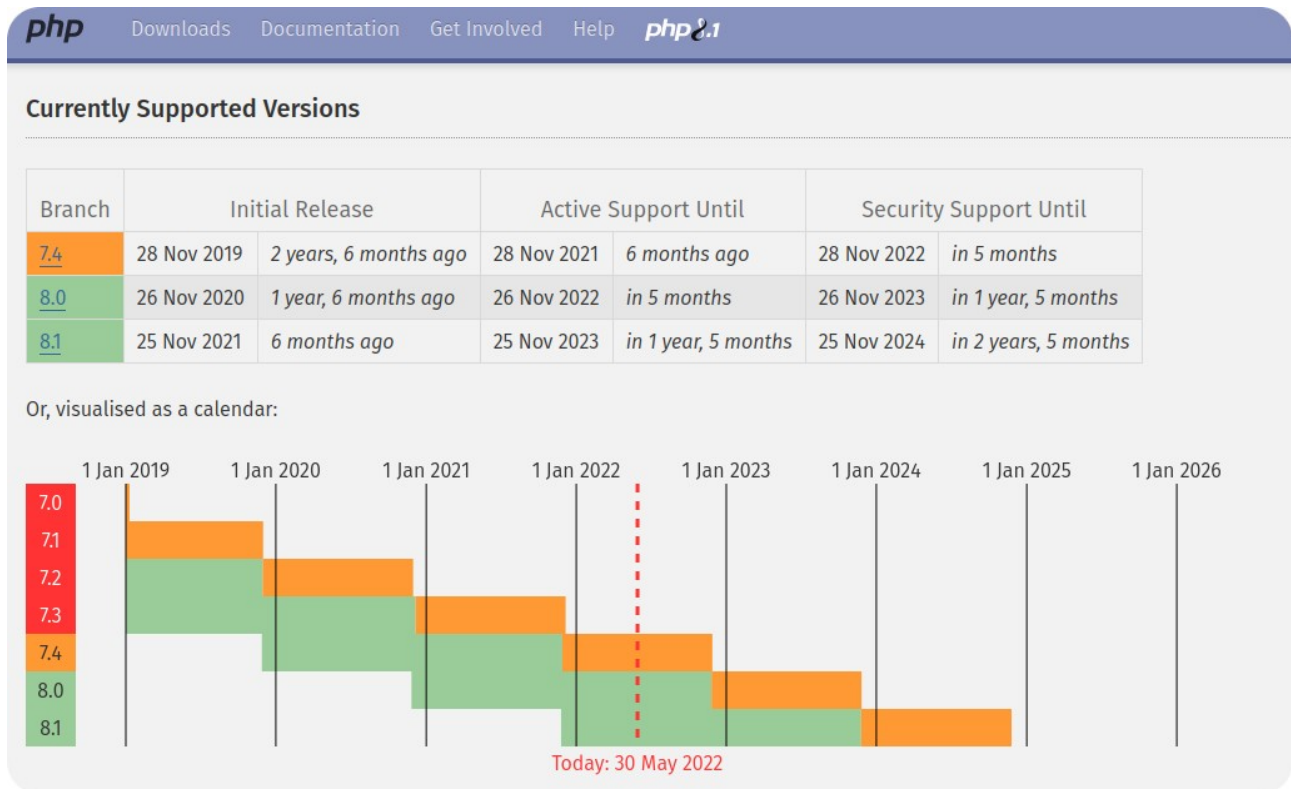 php Downloads Documentation Get Involved Help php8.1
Currently Supported Versions
Branch Initial Release Active Support Until Security Support Until
7.4 28 Nov 2019 2 years, 6 months ago 28 Nov 2021 6 months ago 28 Nov 2022 in 5 months
8.0 26 Nov 2020 1 year, 6 months ago 26 Nov 2022 in 5 months 26 Nov 2023 in 1 year, 5 months
8.1 25 Nov 2021 6 months ago 25 Nov 2023 in 1 year, 5 months 25 Nov 2024 in 2 years, 5 months
Or, visualised as a calendar:
1 Jan 2019 1 Jan 2020 1 Jan 2021 1 Jan 2022 1 Jan 2023 1 Jan 2024 1 Jan 2025 1 Jan 2026
7.0
7.1
7.2
7.3
7.4
8.0
8.1
Today: 30 May 2022